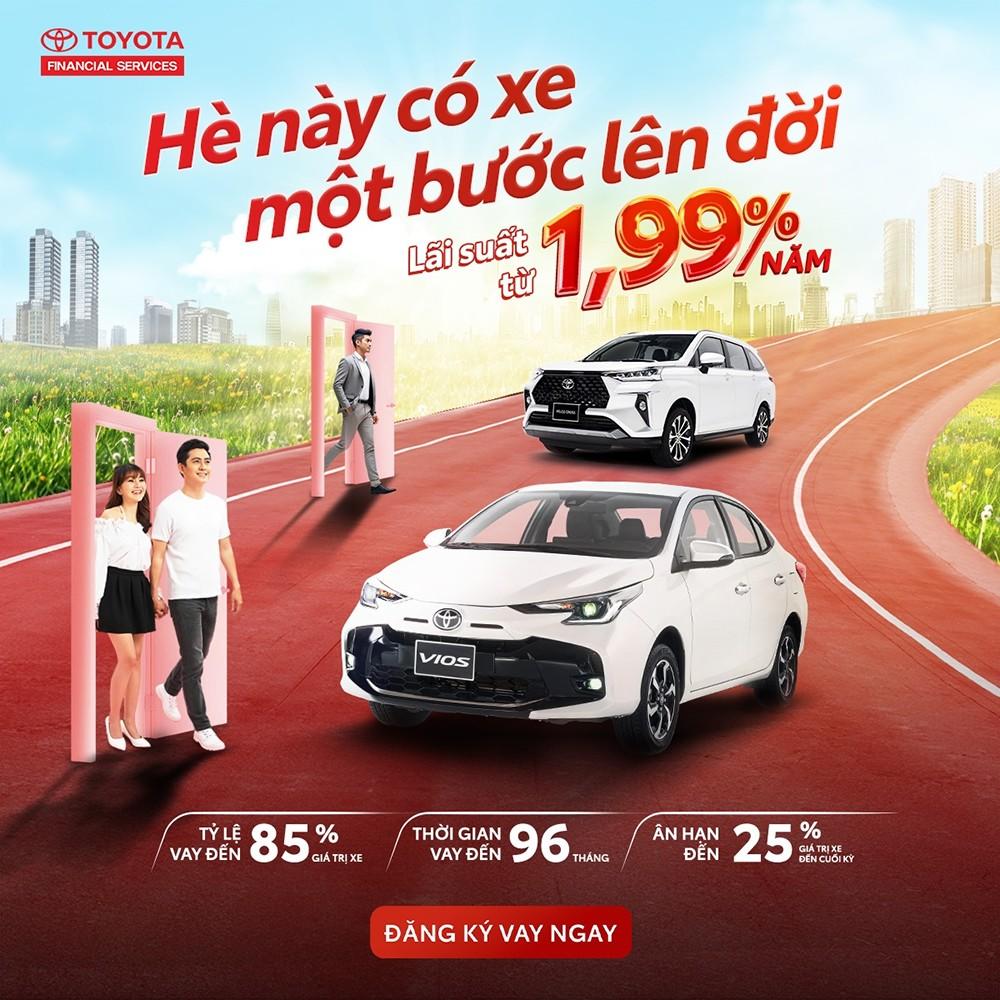 TOYOTA
FINANCIAL SERVICES
Hè này có xe
một bước lên đời
Lãi suất
từ 1,99% NĂM
VIOS
TỶ LỆ
VAY ĐẾN 85% GIÁ TRỊ XE
THỜI GIAN
VAY ĐẾN 96 THÁNG
ÂN HẠN
ĐẾN 25% GIÁ TRỊ XE
ĐẾN CUỐI KỲ
ĐĂNG KÝ VAY NGAY